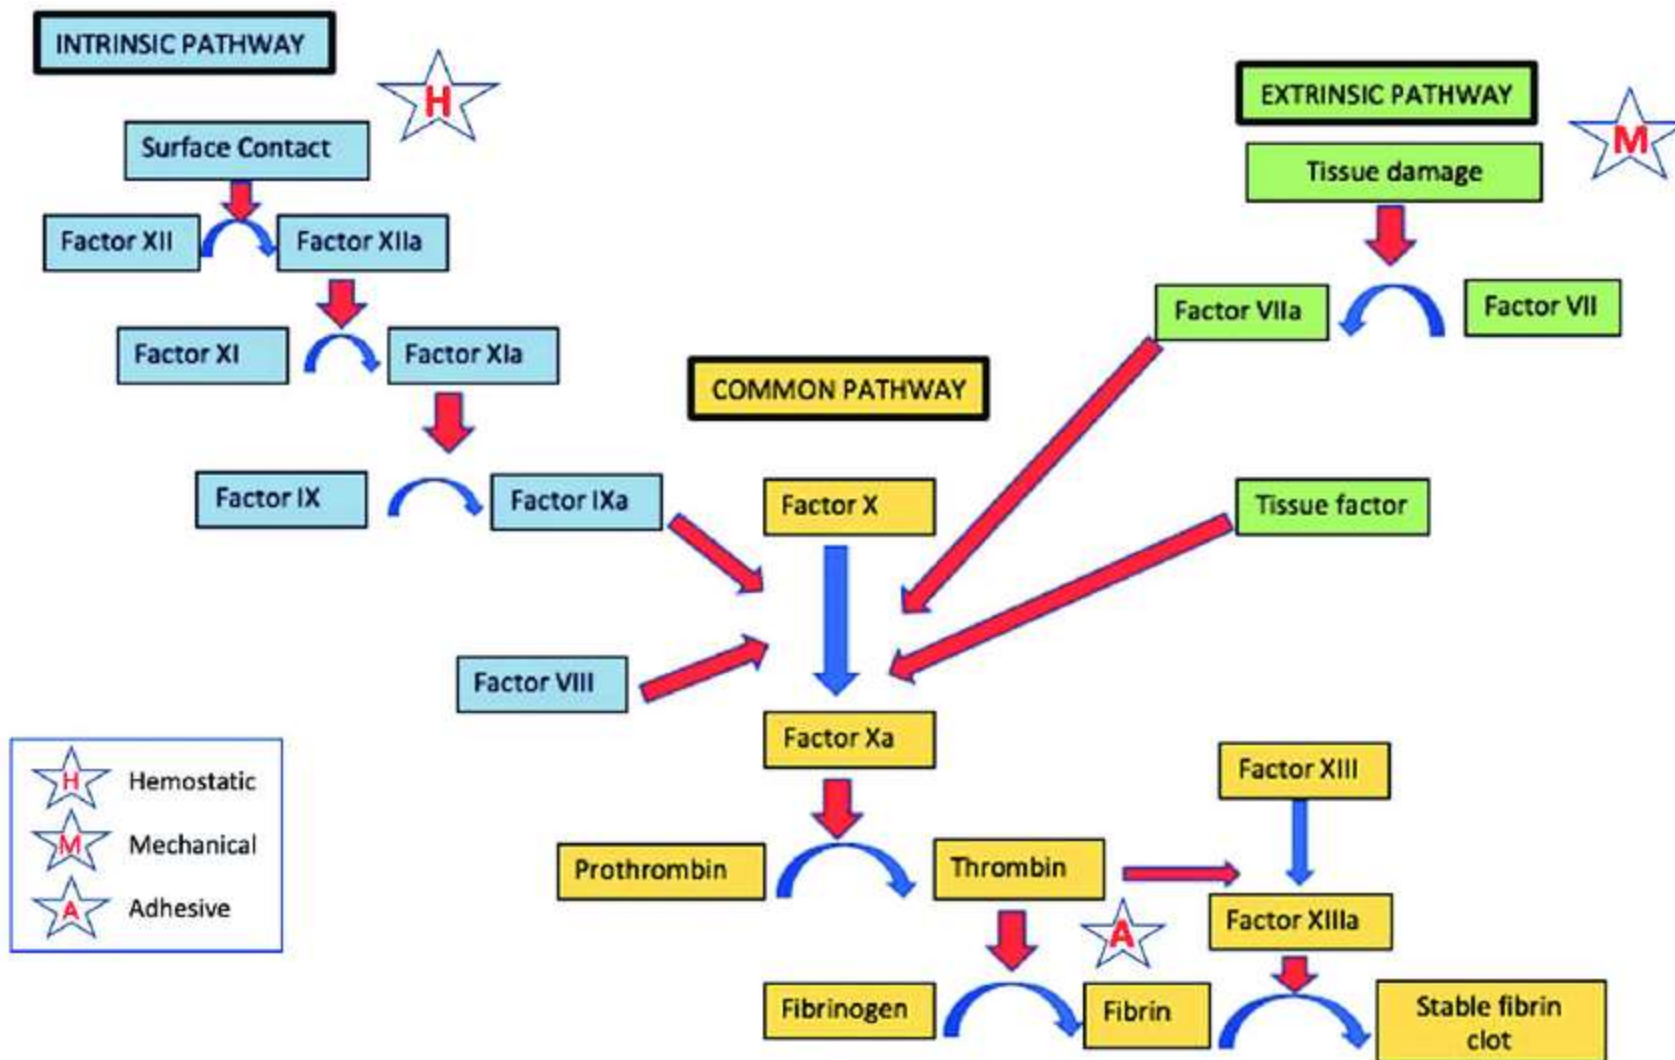 INTRINSIC PATHWAY
H
Surface Contact
Factor XII
Factor XIIa
Factor XI
Factor XIa
Factor IX
Factor IXa
Factor VIII
EXTRINSIC PATHWAY
M
Tissue damage
Factor VIIa
Factor VII
Tissue factor
COMMON PATHWAY
Factor X
Factor Xa
Prothrombin
Thrombin
Factor XIII
Factor XIIIa
A
Fibrinogen
Fibrin
Stable fibrin
clot
H Hemostatic
M Mechanical
A Adhesive